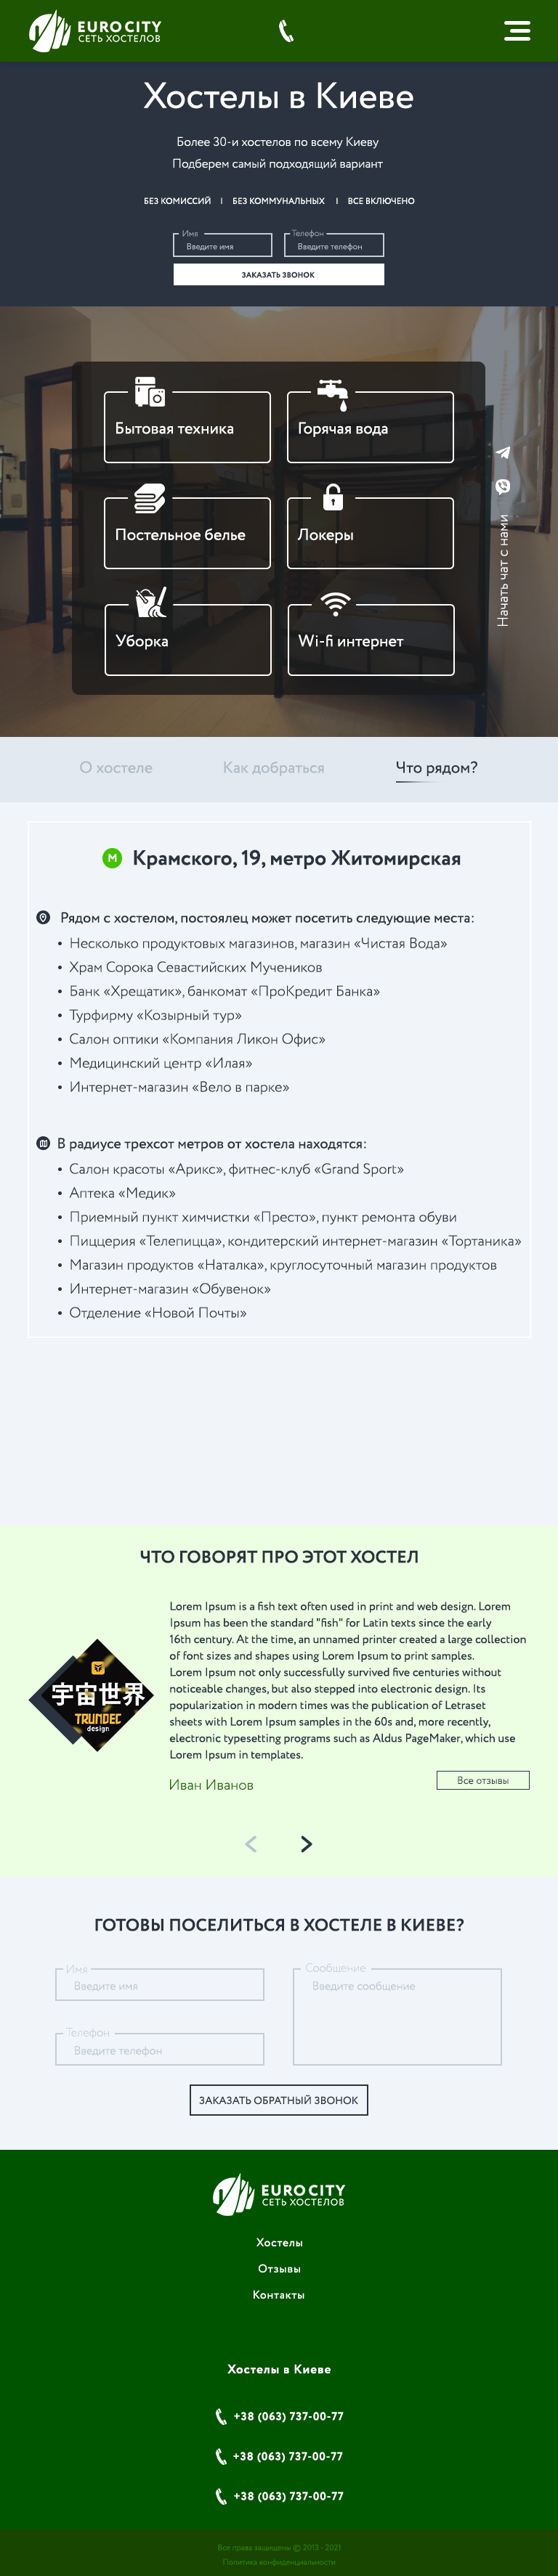 EUROCITY
СЕТЬ ХОСТЕЛОВ
Хостелы в Киеве
Более 30-и хостелов по всему Киеву
Подберем самый подходящий вариант
БЕЗ КОМИССИЙ | БЕЗ КОММУНАЛЬНЫХ | ВСЕ ВКЛЮЧЕНО
Имя Телефон
Введите имя Введите телефон
ЗАКАЗАТЬ ЗВОНОК
Бытовая техника Горячая вода
Постельное белье Локеры
Уборка Wi-fi интернет
Начать чат с нами
О хостеле Как добраться Что рядом?
М Крамского, 19, метро Житомирская
Рядом с хостелом, постоялец может посетить следующие места:
• Несколько продуктовых магазинов, магазин «Чистая Вода»
• Храм Сорока Севастийских Мучеников
• Банк «Хрещатик», банкомат «ПроКредит Банка»
• Турфирму «Козырный тур»
• Салон оптики «Компания Ликон Офис»
• Медицинский центр «Илая»
• Интернет-магазин «Вело в парке»
В радиусе трехсот метров от хостела находятся:
• Салон красоты «Арикс», фитнес-клуб «Grand Sport»
• Аптека «Медик»
• Приемный пункт химчистки «Престо», пункт ремонта обуви
• Пиццерия «Телепицца», кондитерский интернет-магазин «Тортаника»
• Магазин продуктов «Наталка», круглосуточный магазин продуктов
• Интернет-магазин «Обувенок»
• Отделение «Новой Почты»
ЧТО ГОВОРЯТ ПРО ЭТОТ ХОСТЕЛ
宇宙世界
TRUNDEC
design
Lorem Ipsum is a fish text often used in print and web design. Lorem
Ipsum has been the standard "fish" for Latin texts since the early
16th century. At the time, an unnamed printer created a large collection
of font sizes and shapes using Lorem Ipsum to print samples.
Lorem Ipsum not only successfully survived five centuries without
noticeable changes, but also stepped into electronic design. Its
popularization in modern times was the publication of Letraset
sheets with Lorem Ipsum samples in the 60s and, more recently,
electronic typesetting programs such as Aldus PageMaker, which use
Lorem Ipsum in templates.
Иван Иванов
Все отзывы
ГОТОВЫ ПОСЕЛИТЬСЯ В ХОСТЕЛЕ В КИЕВЕ?
Имя Сообщение
Введите имя Введите сообщение
Телефон
Введите телефон
ЗАКАЗАТЬ ОБРАТНЫЙ ЗВОНОК
EUROCITY
СЕТЬ ХОСТЕЛОВ
Хостелы
Отзывы
Контакты
Хостелы в Киеве
+38 (063) 737-00-77
+38 (063) 737-00-77
+38 (063) 737-00-77
Все права защищены © 2013 - 2021
Политика конфиденциальности